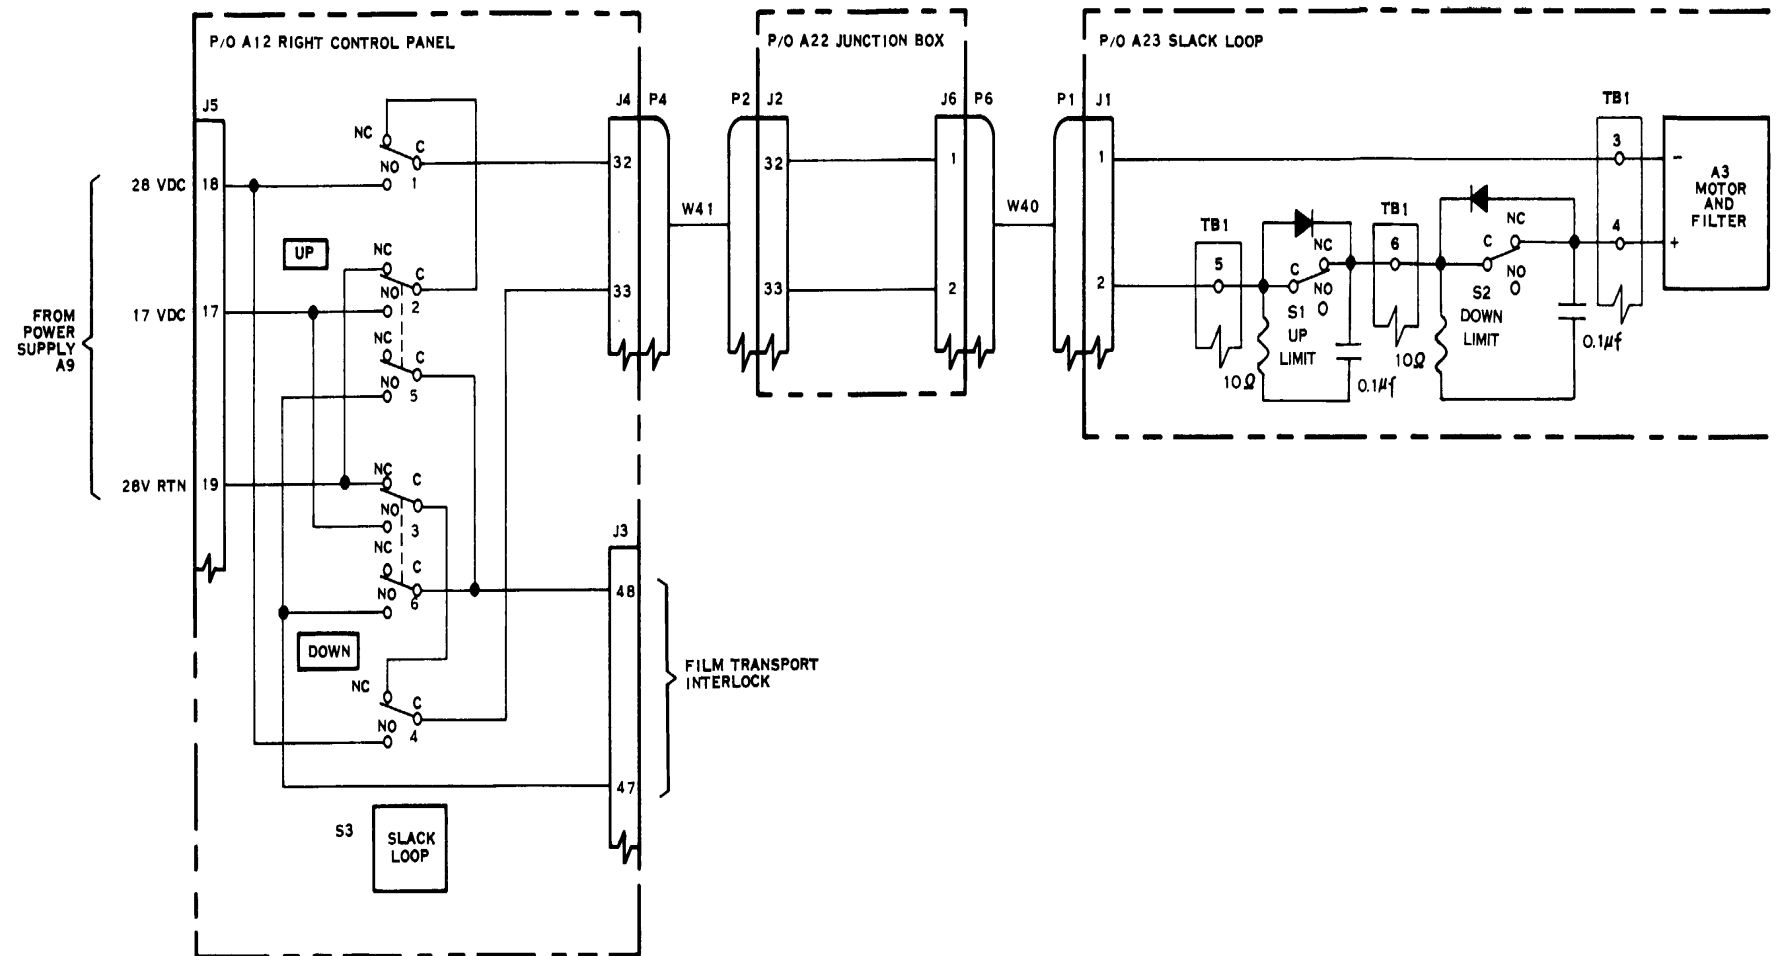 P/O A12 RIGHT CONTROL PANEL
J5
28 VDC
18
17 VDC
17
28V RTN
19
FROM
POWER
SUPPLY
A9
NC
C
NO
1
UP
NC
C
NO
2
NC
C
NO
5
NC
C
NO
3
NC
C
NO
6
DOWN
NC
C
NO
4
S3
SLACK
LOOP
J4
P4
32
33
J3
48
47
FILM TRANSPORT
INTERLOCK
W41
P/O A22 JUNCTION BOX
P2
J2
32
33
J6
P6
1
2
W40
P/O A23 SLACK LOOP
P1
J1
1
2
TB1
5
NC
C
NO
S1
UP
LIMIT
10Ω
0.1μf
TB1
6
NC
C
NO
S2
DOWN
LIMIT
10Ω
0.1μf
TB1
3
4
−
+
A3
MOTOR
AND
FILTER